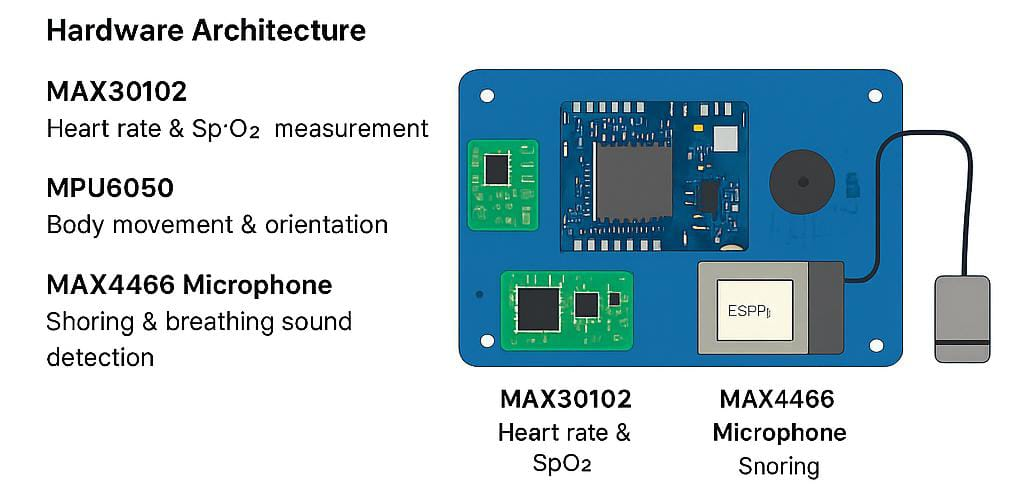 Hardware Architecture
MAX30102
Heart rate & Sp·O₂ measurement
MPU6050
Body movement & orientation
MAX4466 Microphone
Shoring & breathing sound
detection
MAX30102
Heart rate &
SpO₂
MAX4466
Microphone
Snoring